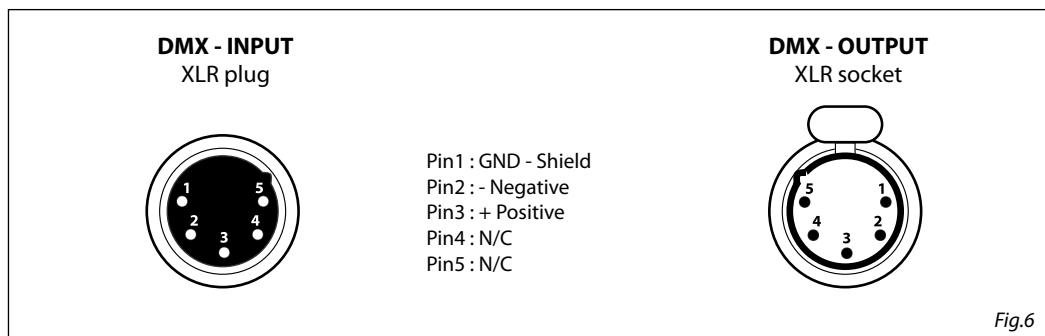 DMX - INPUT
XLR plug
1
5
2
4
3
Pin1 : GND - Shield
Pin2 : - Negative
Pin3 : + Positive
Pin4 : N/C
Pin5 : N/C
DMX - OUTPUT
XLR socket
5
1
4
2
3
Fig.6